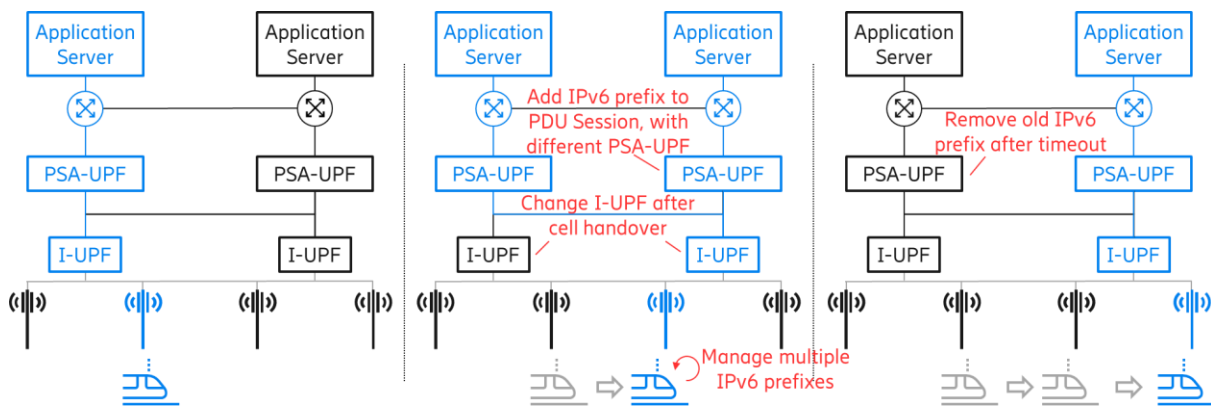 Application
Server
Application
Server
PSA-UPF
PSA-UPF
I-UPF
I-UPF
Application
Server
Application
Server
Add IPv6 prefix to
PDU Session, with
different PSA-UPF
PSA-UPF
PSA-UPF
Change I-UPF after
cell handover
I-UPF
I-UPF
Manage multiple
IPv6 prefixes
Application
Server
Application
Server
Remove old IPv6
prefix after timeout
PSA-UPF
PSA-UPF
I-UPF
I-UPF